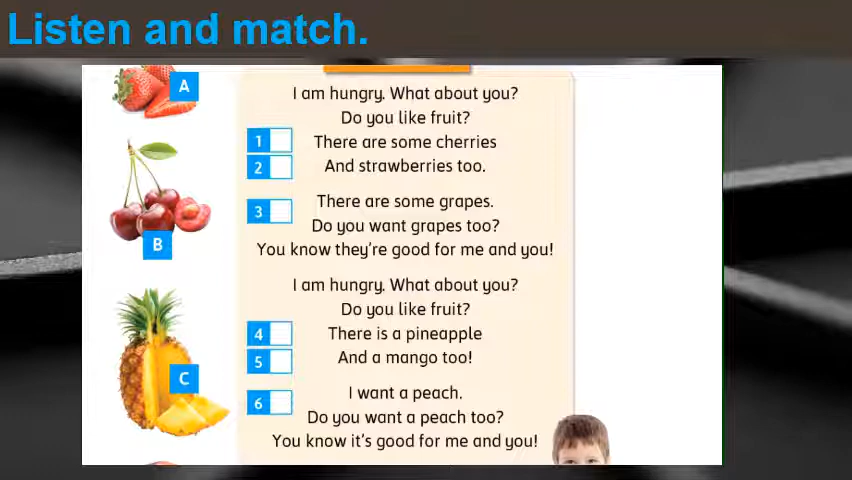 Listen and match.
A
I am hungry. What about you?
Do you like fruit?
1 There are some cherries
2 And strawberries too.
B
There are some grapes.
3
Do you want grapes too?
You know they're good for me and you!
I am hungry. What about you?
Do you like fruit?
4 There is a pineapple
5 And a mango too!
C
I want a peach.
6
Do you want a peach too?
You know it's good for me and you!